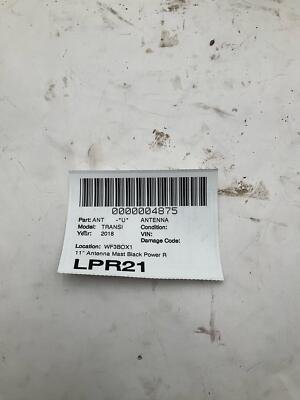 0000004875
Part: ANT -"U" ANTENNA
Model: TRANSI Condition:
Year: 2018 VIN:
Damage Code:
Location: WF3BOX1
11" Antenna Mast Black Power R
LPR21